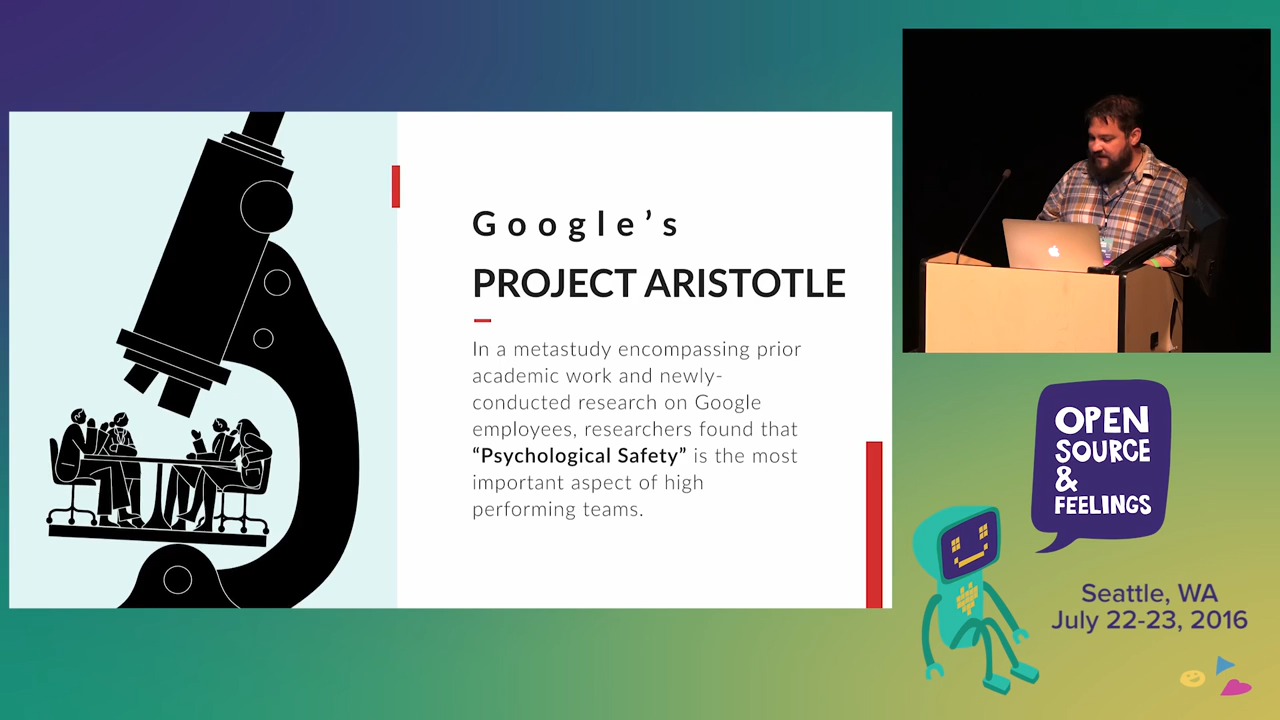 Google’s
PROJECT ARISTOTLE
In a metastudy encompassing prior
academic work and newly-
conducted research on Google
employees, researchers found that
“Psychological Safety” is the most
important aspect of high
performing teams.
OPEN
SOURCE
&
FEELINGS
Seattle, WA
July 22-23, 2016